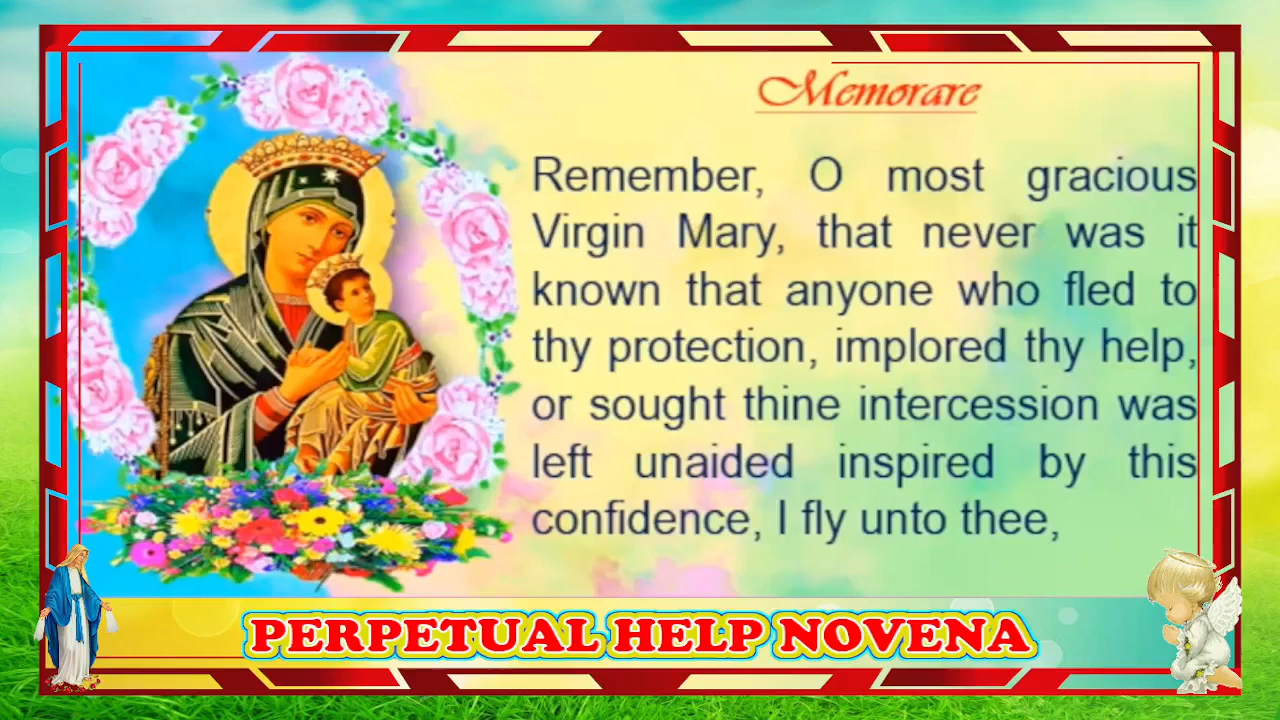 Memorare
Remember, O most gracious
Virgin Mary, that never was it
known that anyone who fled to
thy protection, implored thy help,
or sought thine intercession was
left unaided inspired by this
confidence, I fly unto thee,
PERPETUAL HELP NOVENA